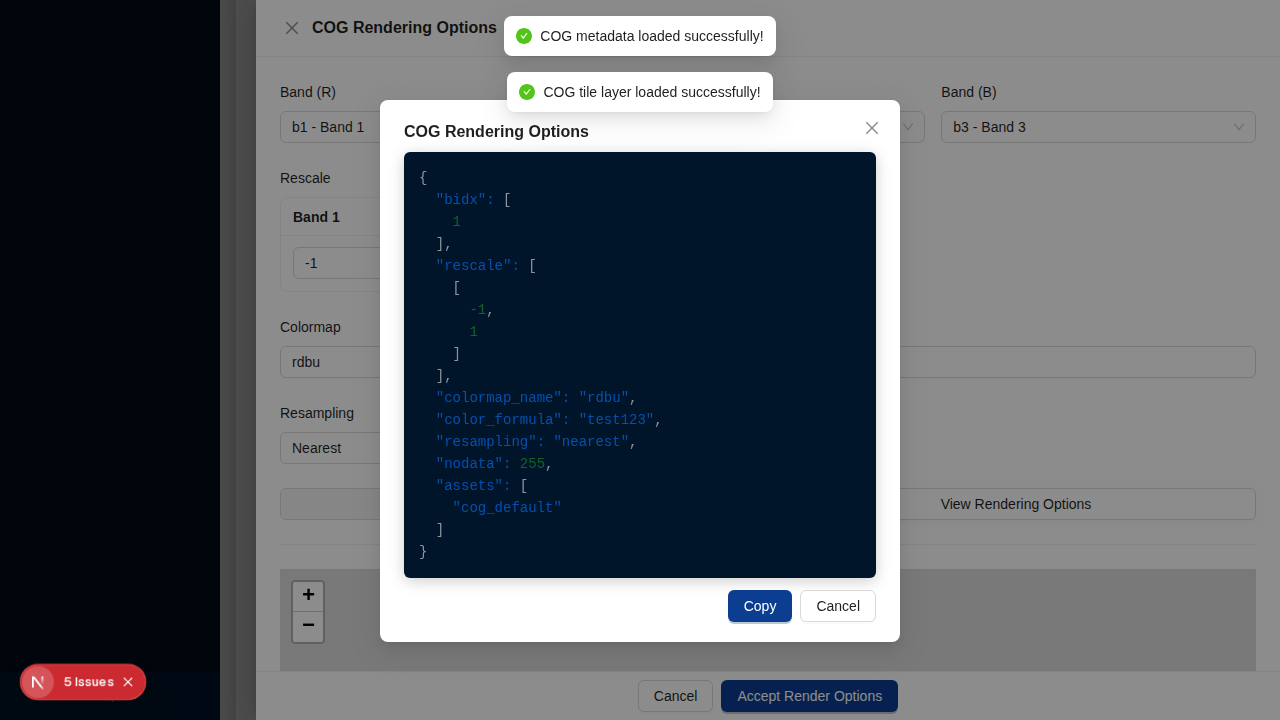 COG Rendering Options
COG metadata loaded successfully!
COG tile layer loaded successfully!
Band (R)
Band (B)
b1 - Band 1
b3 - Band 3
Rescale
Band 1
-1
Colormap
rdbu
Resampling
Nearest
View Rendering Options
COG Rendering Options
{
"bidx": [
1
],
"rescale": [
[
-1,
1
]
],
"colormap_name": "rdbu",
"color_formula": "test123",
"resampling": "nearest",
"nodata": 255,
"assets": [
"cog_default"
]
}
Copy
Cancel
+
−
N
5 Issues
Cancel
Accept Render Options